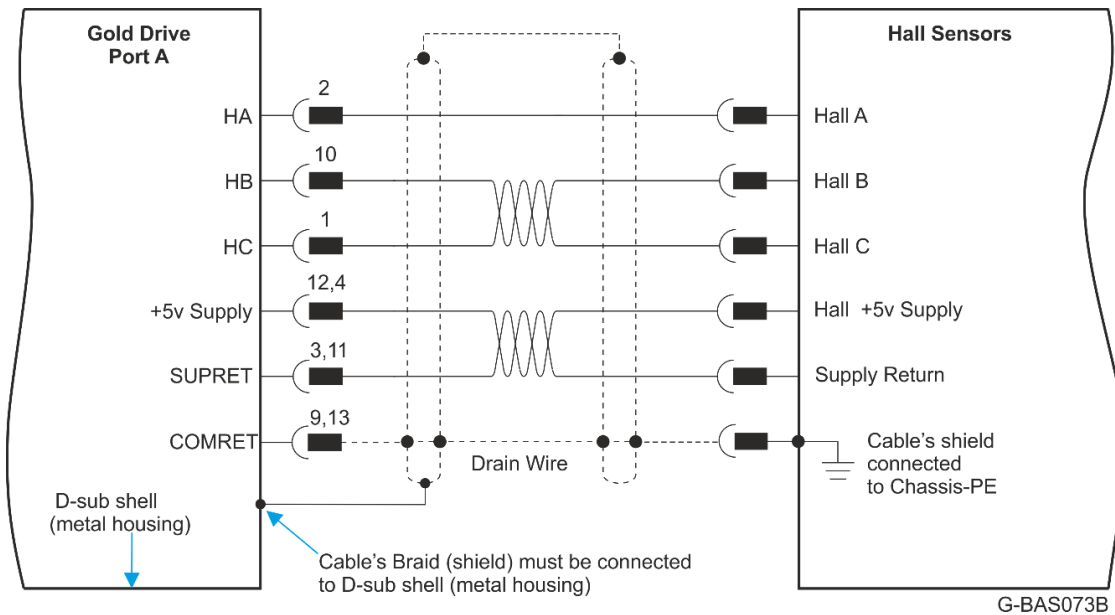 Gold Drive
Port A
Hall Sensors
2
HA
Hall A
10
HB
Hall B
1
HC
Hall C
12,4
+5v Supply
Hall +5v Supply
3,11
SUPRET
Supply Return
9,13
COMRET
Drain Wire
Cable's shield
connected
to Chassis-PE
D-sub shell
(metal housing)
Cable's Braid (shield) must be connected
to D-sub shell (metal housing)
G-BAS073B